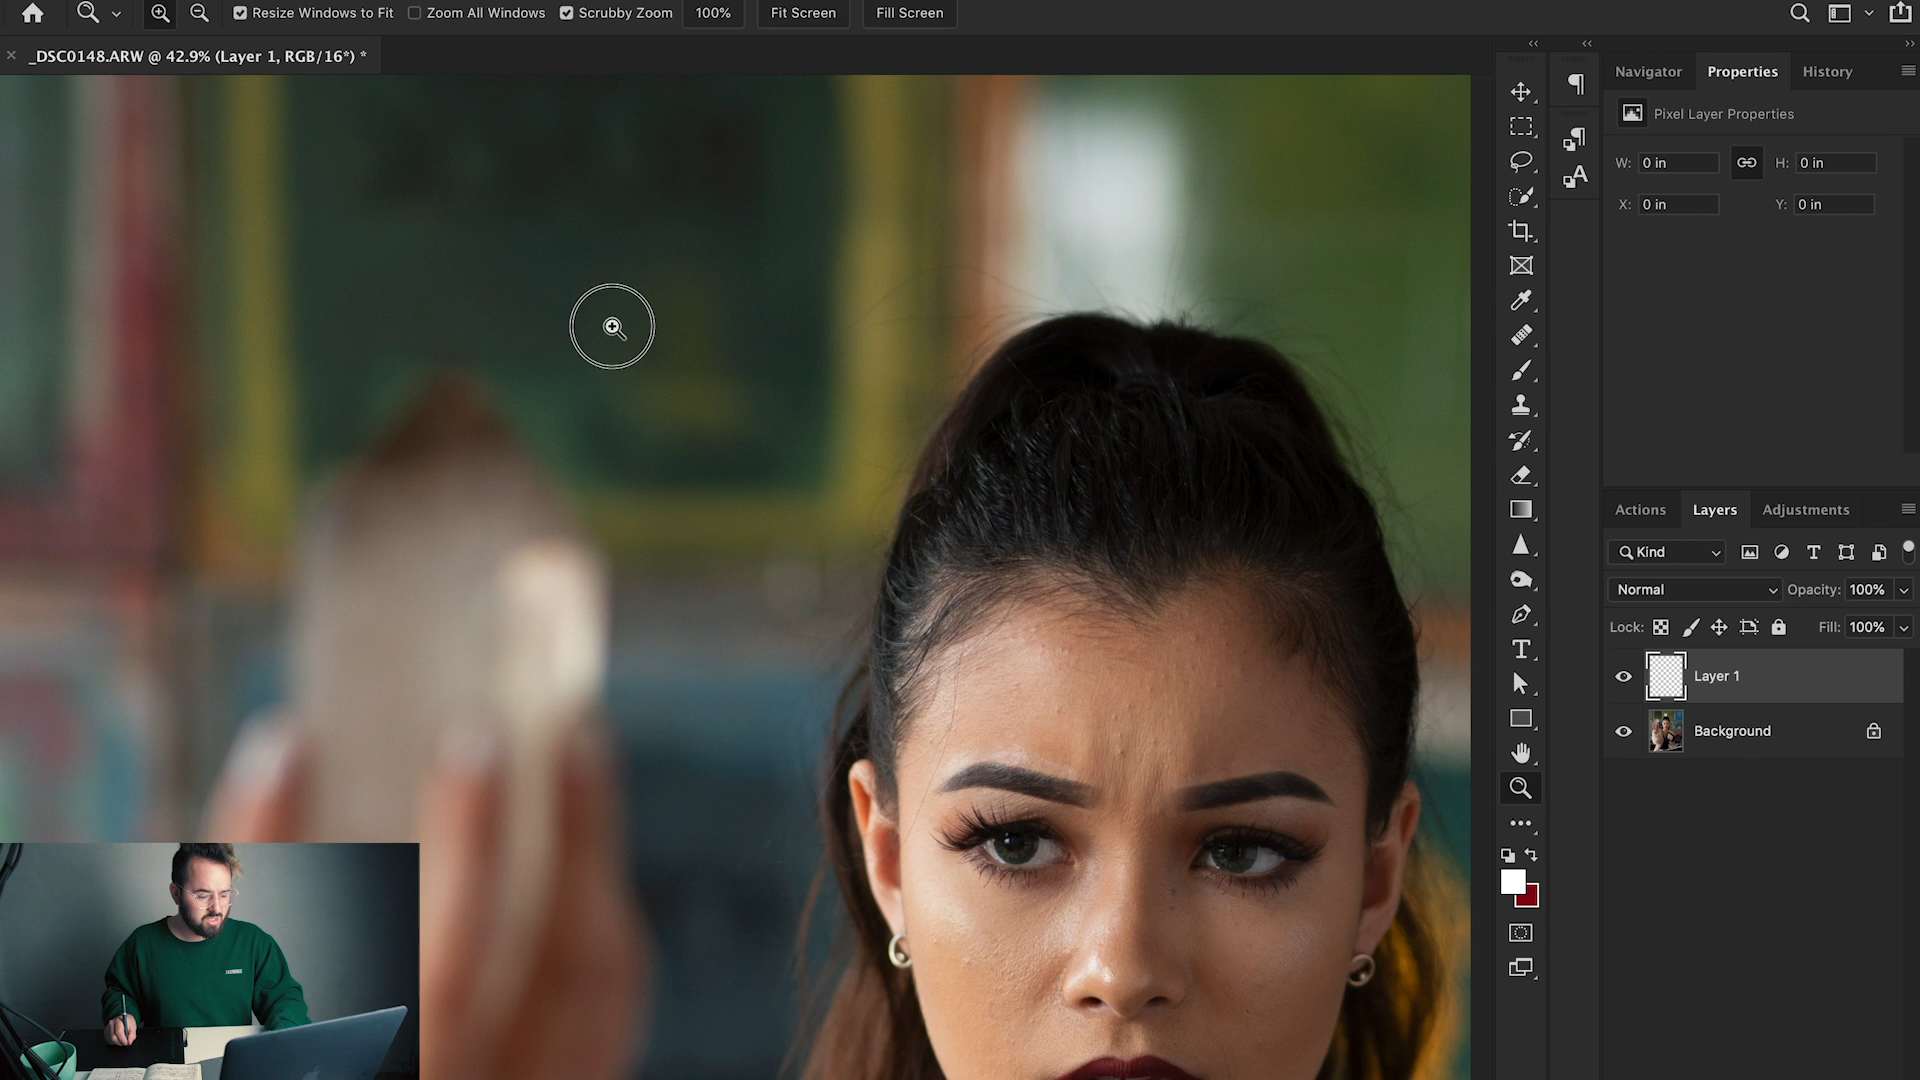 Resize Windows to Fit
Zoom All Windows
Scrubby Zoom
100%
Fit Screen
Fill Screen
_DSC0148.ARW @ 42.9% (Layer 1, RGB/16*) *
Navigator
Properties
History
Pixel Layer Properties
W: 0 in
H: 0 in
X: 0 in
Y: 0 in
Actions
Layers
Adjustments
Kind
Normal
Opacity: 100%
Lock:
Fill: 100%
Layer 1
Background